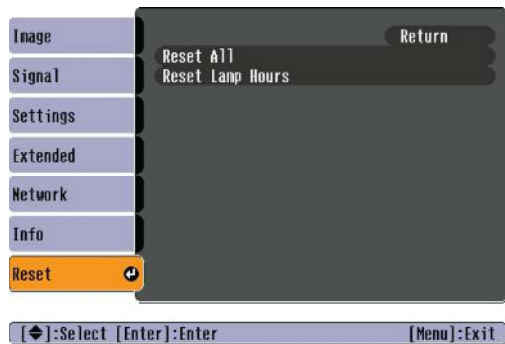 Image
Signal
Settings
Extended
Network
Info
Reset
Return
Reset All
Reset Lamp Hours
[◆]:Select [Enter]:Enter [Menu]:Exit